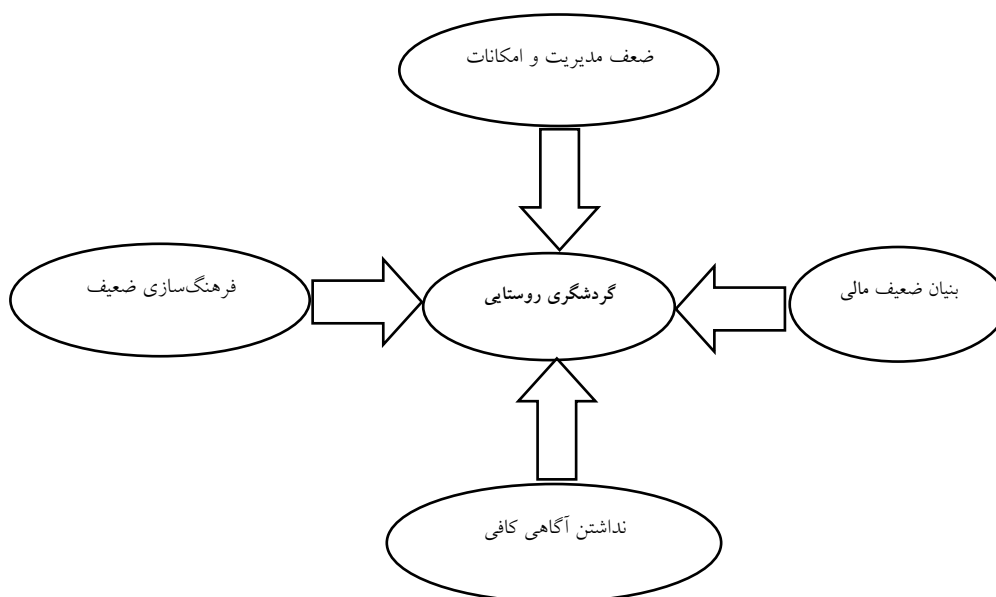 ضعف مدیریت و امکانات
فرهنگ‌سازی ضعیف
گردشگری روستایی
بنیان ضعیف مالی
نداشتن آگاهی کافی